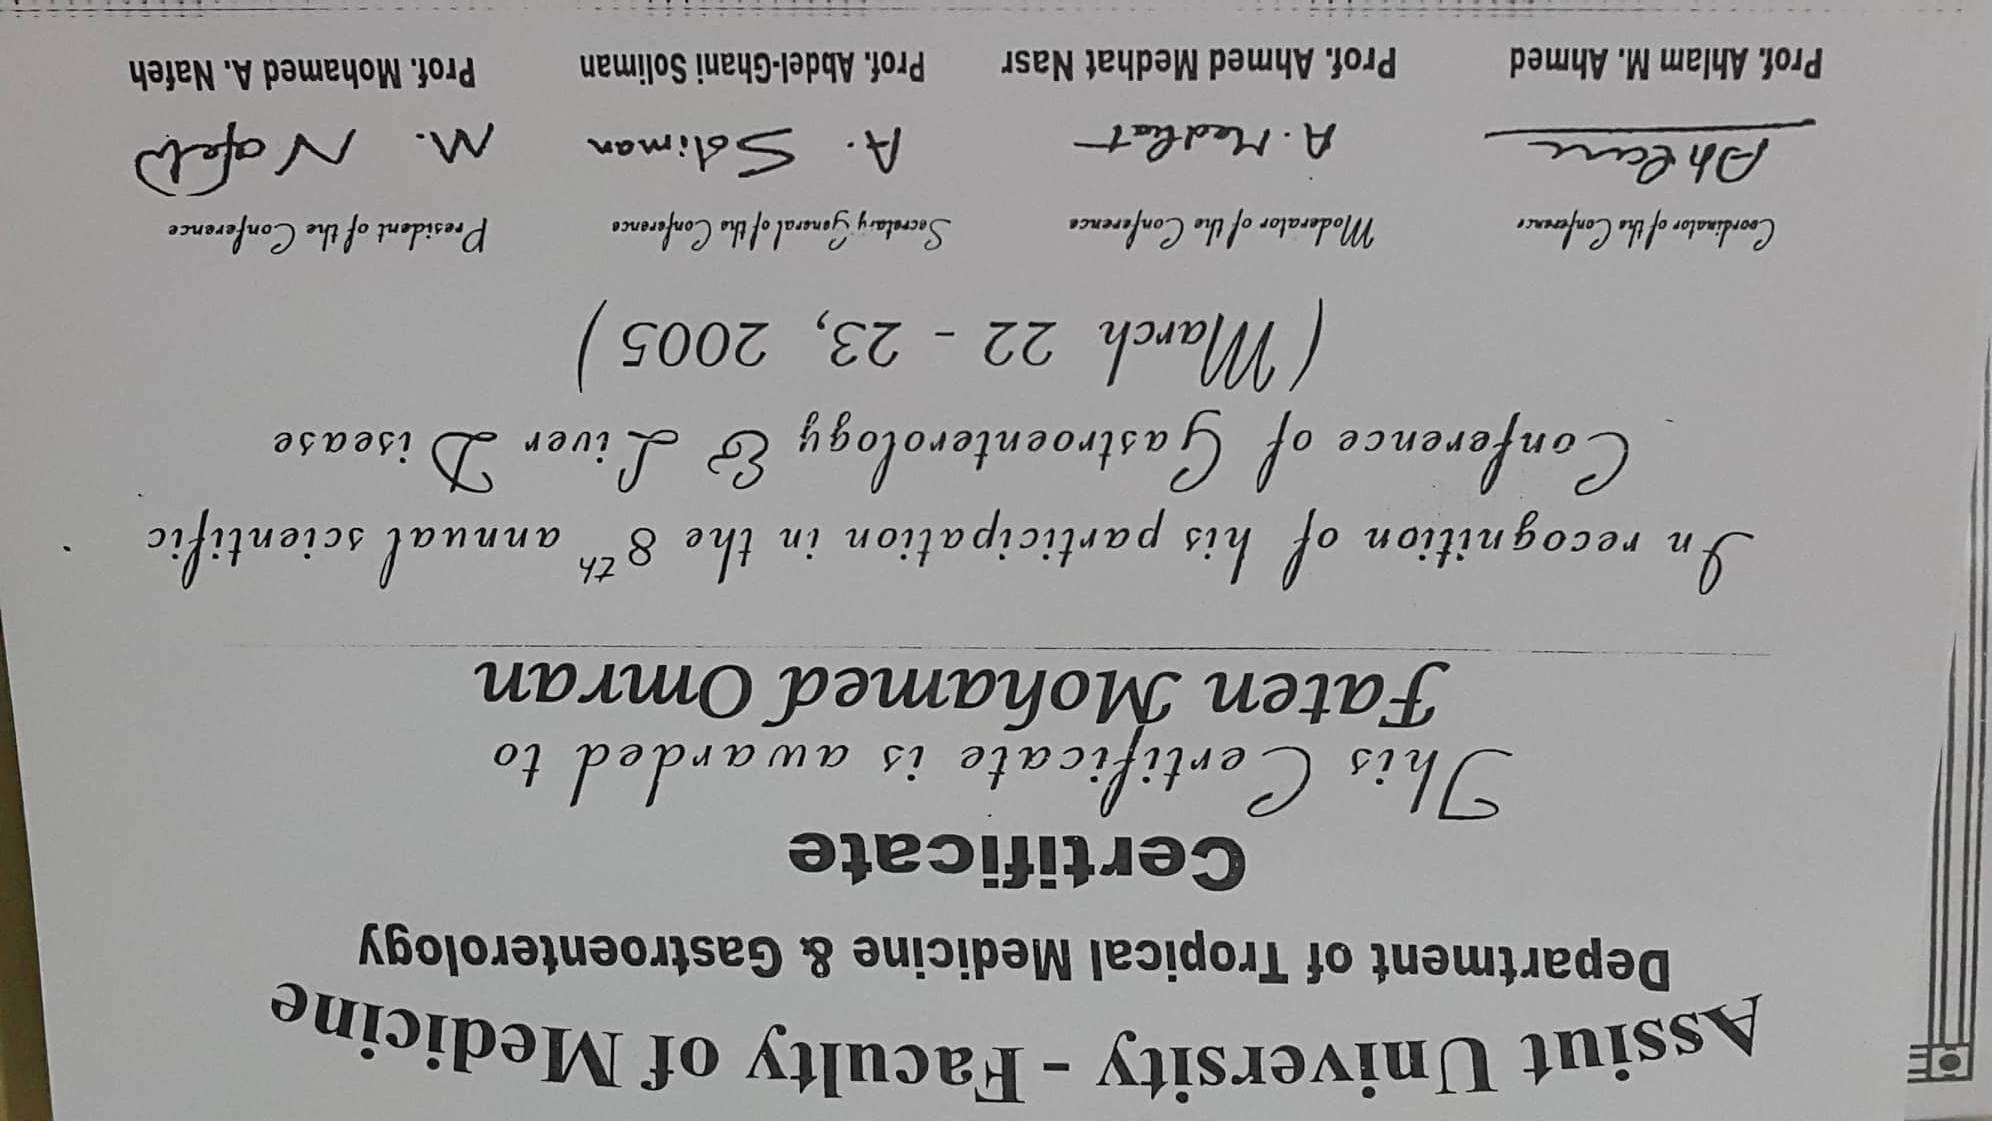 Assiut University - Faculty of Medicine
Department of Tropical Medicine & Gastroenterology
Certificate
This Certificate is awarded to
Faten Mohamed Omran
In recognition of his participation in the 8th annual scientific
Conference of Gastroenterology & Liver Disease
(March 22 - 23, 2005)
Coordinator of the Conference Moderator of the Conference Secretary General of the Conference President of the Conference
Ahlam A. Medhat A. Soliman M. Nafeh
Prof. Ahlam M. Ahmed Prof. Ahmed Medhat Nasr Prof. Abdel-Ghani Soliman Prof. Mohamed A. Nafeh